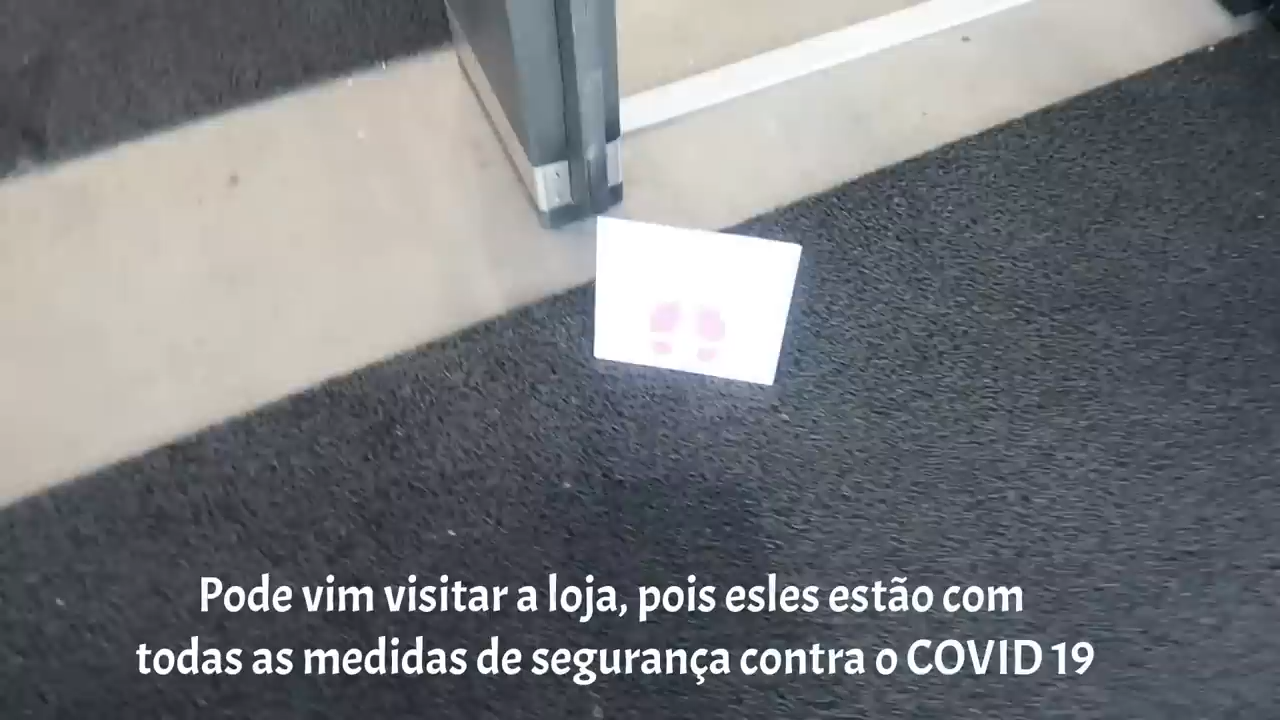 Pode vim visitar a loja, pois esles estão com
todas as medidas de segurança contra o COVID 19